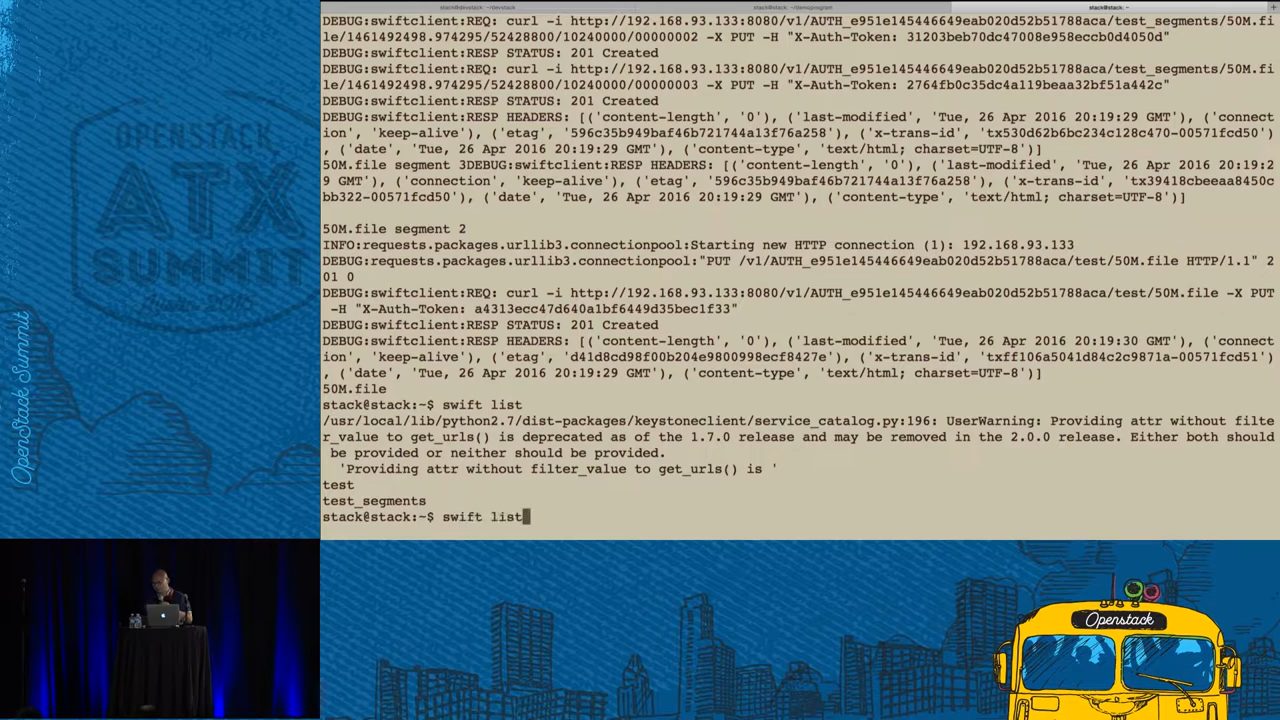 stack@devstack: ~/devstack
stack@stack: ~/demoprogram
stack@stack: ~
DEBUG:swiftclient:REQ: curl -i http://192.168.93.133:8080/v1/AUTH_e951e145446649eab020d52b51788aca/test_segments/50M.fi
le/1461492498.974295/52428800/10240000/00000002 -X PUT -H "X-Auth-Token: 31203beb70dc47008e958eccb0d4050d"
DEBUG:swiftclient:RESP STATUS: 201 Created
DEBUG:swiftclient:REQ: curl -i http://192.168.93.133:8080/v1/AUTH_e951e145446649eab020d52b51788aca/test_segments/50M.fi
le/1461492498.974295/52428800/10240000/00000003 -X PUT -H "X-Auth-Token: 2764fb0c35dc4a119beaa32bf51a442c"
DEBUG:swiftclient:RESP STATUS: 201 Created
DEBUG:swiftclient:RESP HEADERS: [('content-length', '0'), ('last-modified', 'Tue, 26 Apr 2016 20:19:29 GMT'), ('connect
ion', 'keep-alive'), ('etag', '596c35b949baf46b721744a13f76a258'), ('x-trans-id', 'tx530d62b6bc234c128c470-00571fcd50')
, ('date', 'Tue, 26 Apr 2016 20:19:29 GMT'), ('content-type', 'text/html; charset=UTF-8')]
50M.file segment 3DEBUG:swiftclient:RESP HEADERS: [('content-length', '0'), ('last-modified', 'Tue, 26 Apr 2016 20:19:2
9 GMT'), ('connection', 'keep-alive'), ('etag', '596c35b949baf46b721744a13f76a258'), ('x-trans-id', 'tx39418cbeeaa8450c
bb322-00571fcd50'), ('date', 'Tue, 26 Apr 2016 20:19:29 GMT'), ('content-type', 'text/html; charset=UTF-8')]
50M.file segment 2
INFO:requests.packages.urllib3.connectionpool:Starting new HTTP connection (1): 192.168.93.133
DEBUG:requests.packages.urllib3.connectionpool:"PUT /v1/AUTH_e951e145446649eab020d52b51788aca/test/50M.file HTTP/1.1" 2
01 0
DEBUG:swiftclient:REQ: curl -i http://192.168.93.133:8080/v1/AUTH_e951e145446649eab020d52b51788aca/test/50M.file -X PUT
-H "X-Auth-Token: a4313ecc47d640a1bf6449d35bec1f33"
DEBUG:swiftclient:RESP STATUS: 201 Created
DEBUG:swiftclient:RESP HEADERS: [('content-length', '0'), ('last-modified', 'Tue, 26 Apr 2016 20:19:30 GMT'), ('connect
ion', 'keep-alive'), ('etag', 'd41d8cd98f00b204e9800998ecf8427e'), ('x-trans-id', 'txff106a5041d84c2c9871a-00571fcd51')
, ('date', 'Tue, 26 Apr 2016 20:19:29 GMT'), ('content-type', 'text/html; charset=UTF-8')]
50M.file
stack@stack:~$ swift list
/usr/local/lib/python2.7/dist-packages/keystoneclient/service_catalog.py:196: UserWarning: Providing attr without filte
r_value to get_urls() is deprecated as of the 1.7.0 release and may be removed in the 2.0.0 release. Either both should
be provided or neither should be provided.
'Providing attr without filter_value to get_urls() is '
test
test_segments
stack@stack:~$ swift list
OPENSTACK
ATX
SUMMIT
Austin 2016
OpenStack Summit
Openstack